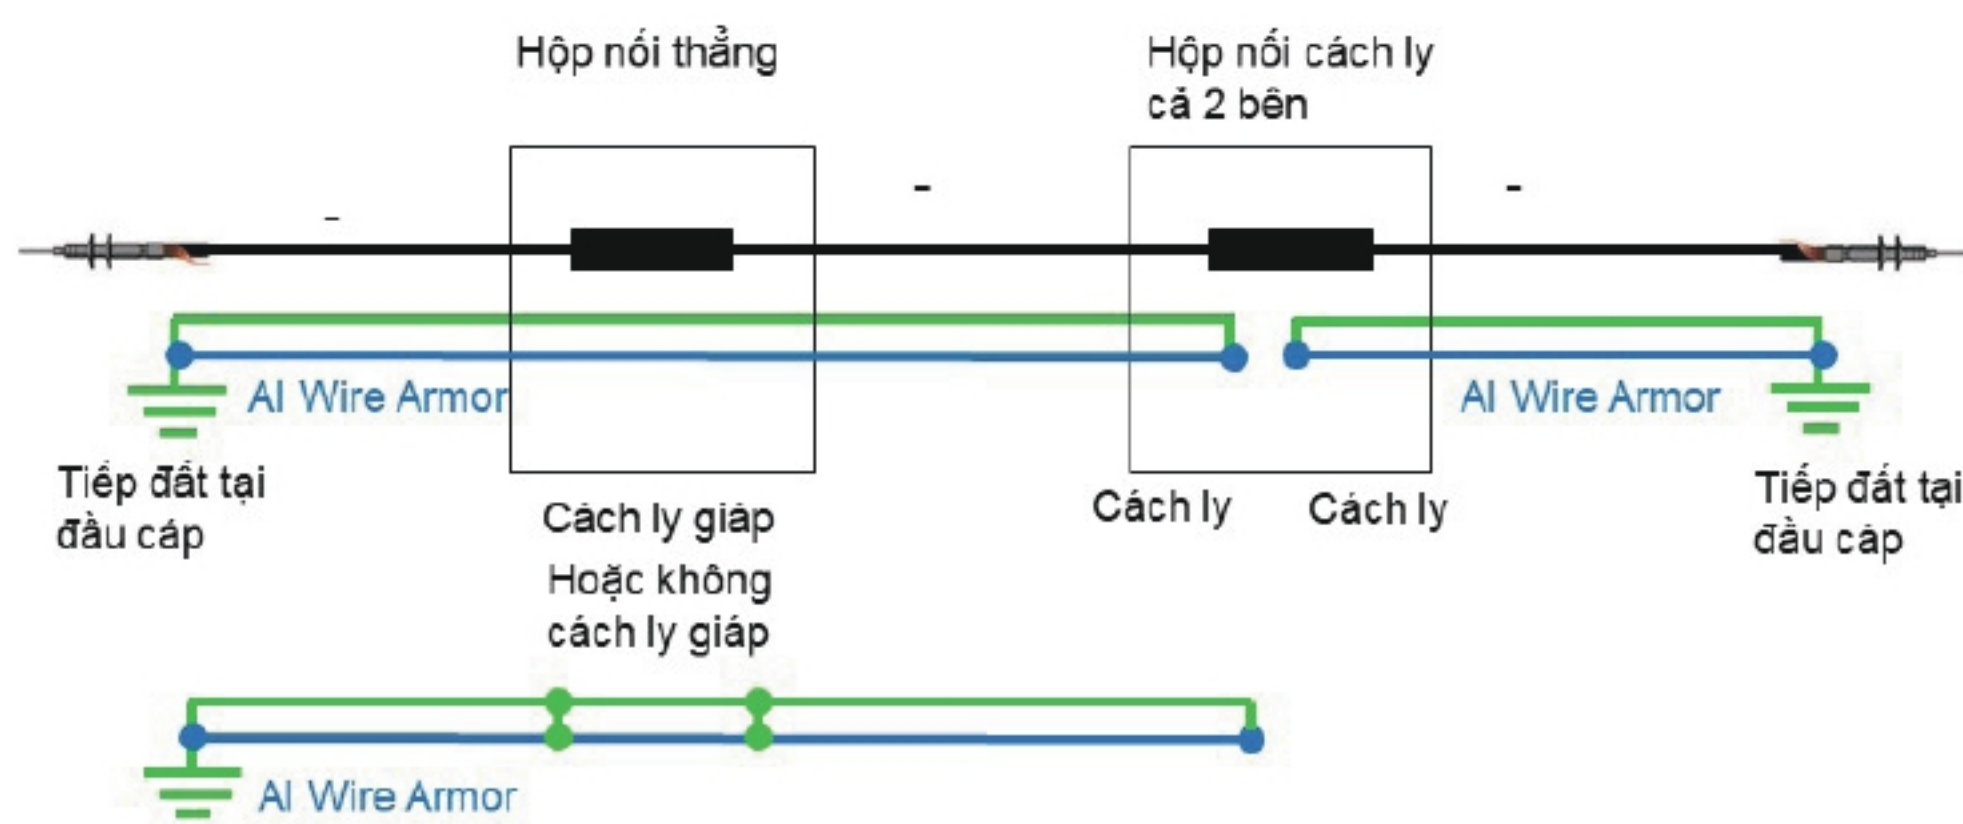 Hộp nối thẳng
Hộp nối cách ly
cả 2 bên
-
-
-
Al Wire Armor
Al Wire Armor
Tiếp đất tại
đầu cáp
Cách ly giáp
Hoặc không
cách ly giáp
Cách ly
Cách ly
Tiếp đất tại
đầu cáp
Al Wire Armor